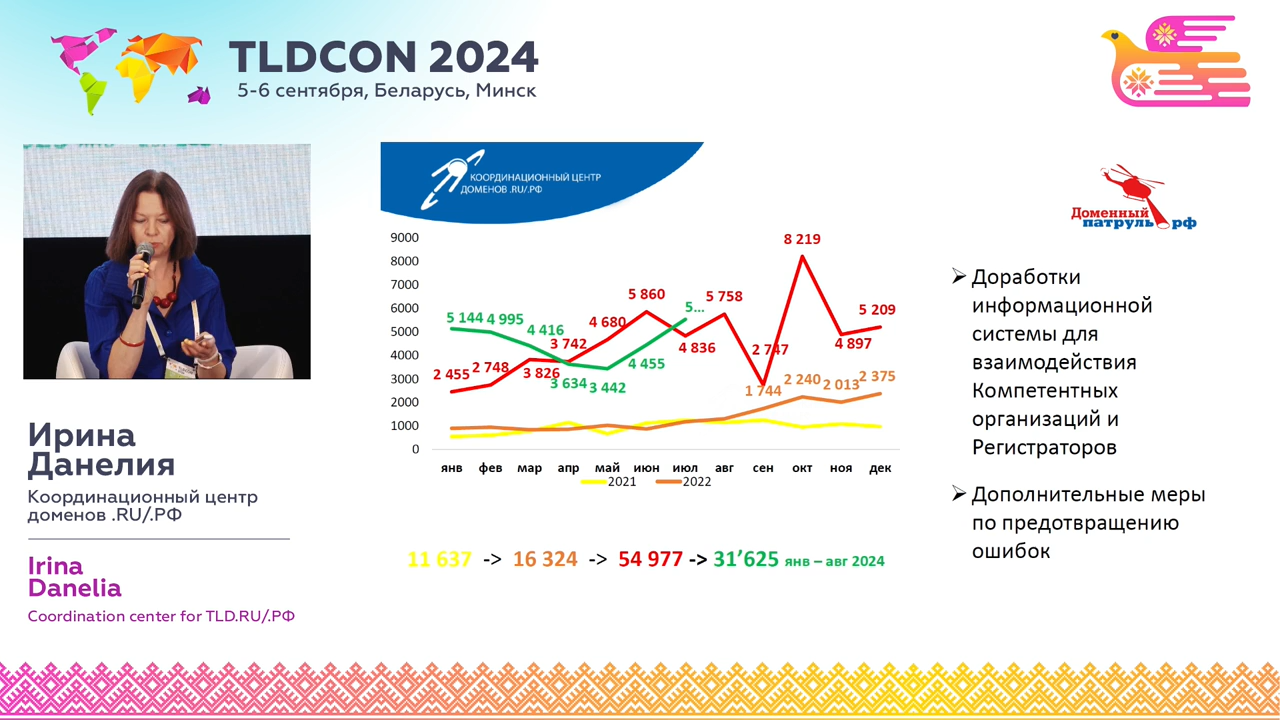 TLDCON 2024
5-6 сентября, Беларусь, Минск
КООРДИНАЦИОННЫЙ ЦЕНТР
ДОМЕНОВ .RU/.РФ
Доменный
патруль.рф
9000
8000
7000
6000
5000
4000
3000
2000
1000
0
8 219
5 860
5 758
5...
5 209
5 144
4 995
4 416
4 680
3 742
4 836
2 747
4 897
2 455
2 748
3 826
3 634
3 442
4 455
1 744
2 240
2 013
2 375
янв фев мар апр май июн июл авг сен окт ноя дек
2021 2022
11 637 -> 16 324 -> 54 977 -> 31’625 янв – авг 2024
Ирина
Данелия
Координационный центр
доменов .RU/.РФ
Irina
Danelia
Coordination center for TLD.RU/.РФ
➢ Доработки
информационной
системы для
взаимодействия
Компетентных
организаций и
Регистраторов
➢ Дополнительные меры
по предотвращению
ошибок